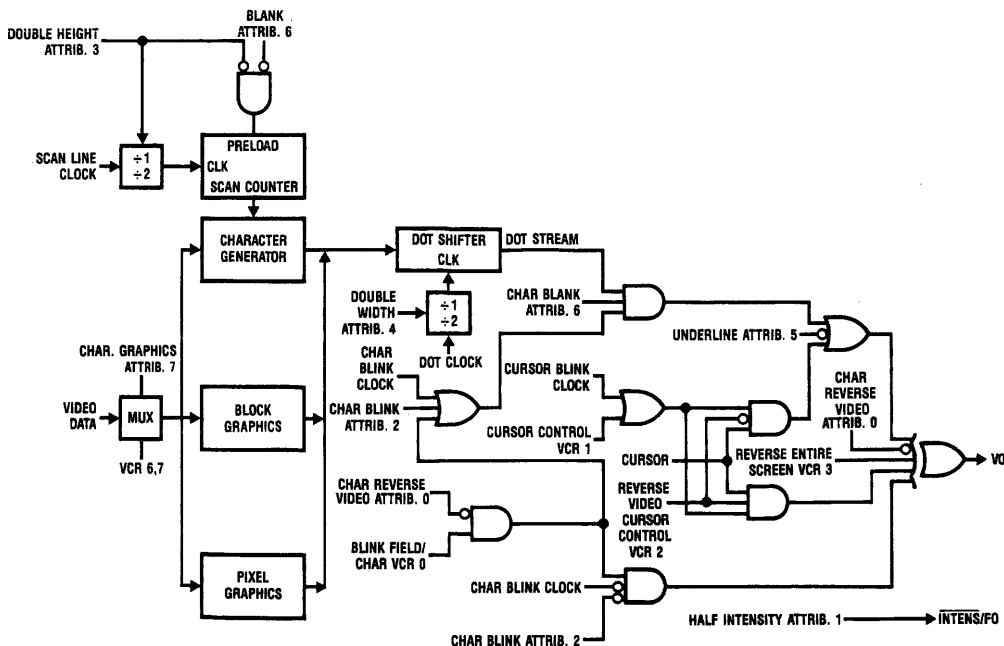 BLANK
ATTRIB. 6
DOUBLE HEIGHT
ATTRIB. 3
SCAN LINE
CLOCK
÷1
÷2
PRELOAD
CLK
SCAN COUNTER
CHARACTER
GENERATOR
DOT SHIFTER
CLK
DOT STREAM
DOUBLE
WIDTH
ATTRIB. 4
÷1
÷2
DOT CLOCK
CHAR BLANK
ATTRIB. 6
UNDERLINE ATTRIB. 5
CHAR. GRAPHICS
ATTRIB. 7
VIDEO
DATA
MUX
VCR 6,7
BLOCK
GRAPHICS
CHAR
BLINK
CLOCK
CHAR BLINK
ATTRIB. 2
CURSOR BLINK
CLOCK
CURSOR CONTROL
VCR 1
CHAR
REVERSE
VIDEO
ATTRIB. 0
CURSOR
REVERSE ENTIRE
SCREEN VCR 3
VO
REVERSE
VIDEO
CURSOR
CONTROL
VCR 2
CHAR REVERSE
VIDEO ATTRIB. 0
BLINK FIELD/
CHAR VCR 0
PIXEL
GRAPHICS
CHAR BLINK CLOCK
CHAR BLINK ATTRIB. 2
HALF INTENSITY ATTRIB. 1
INTENS/FO